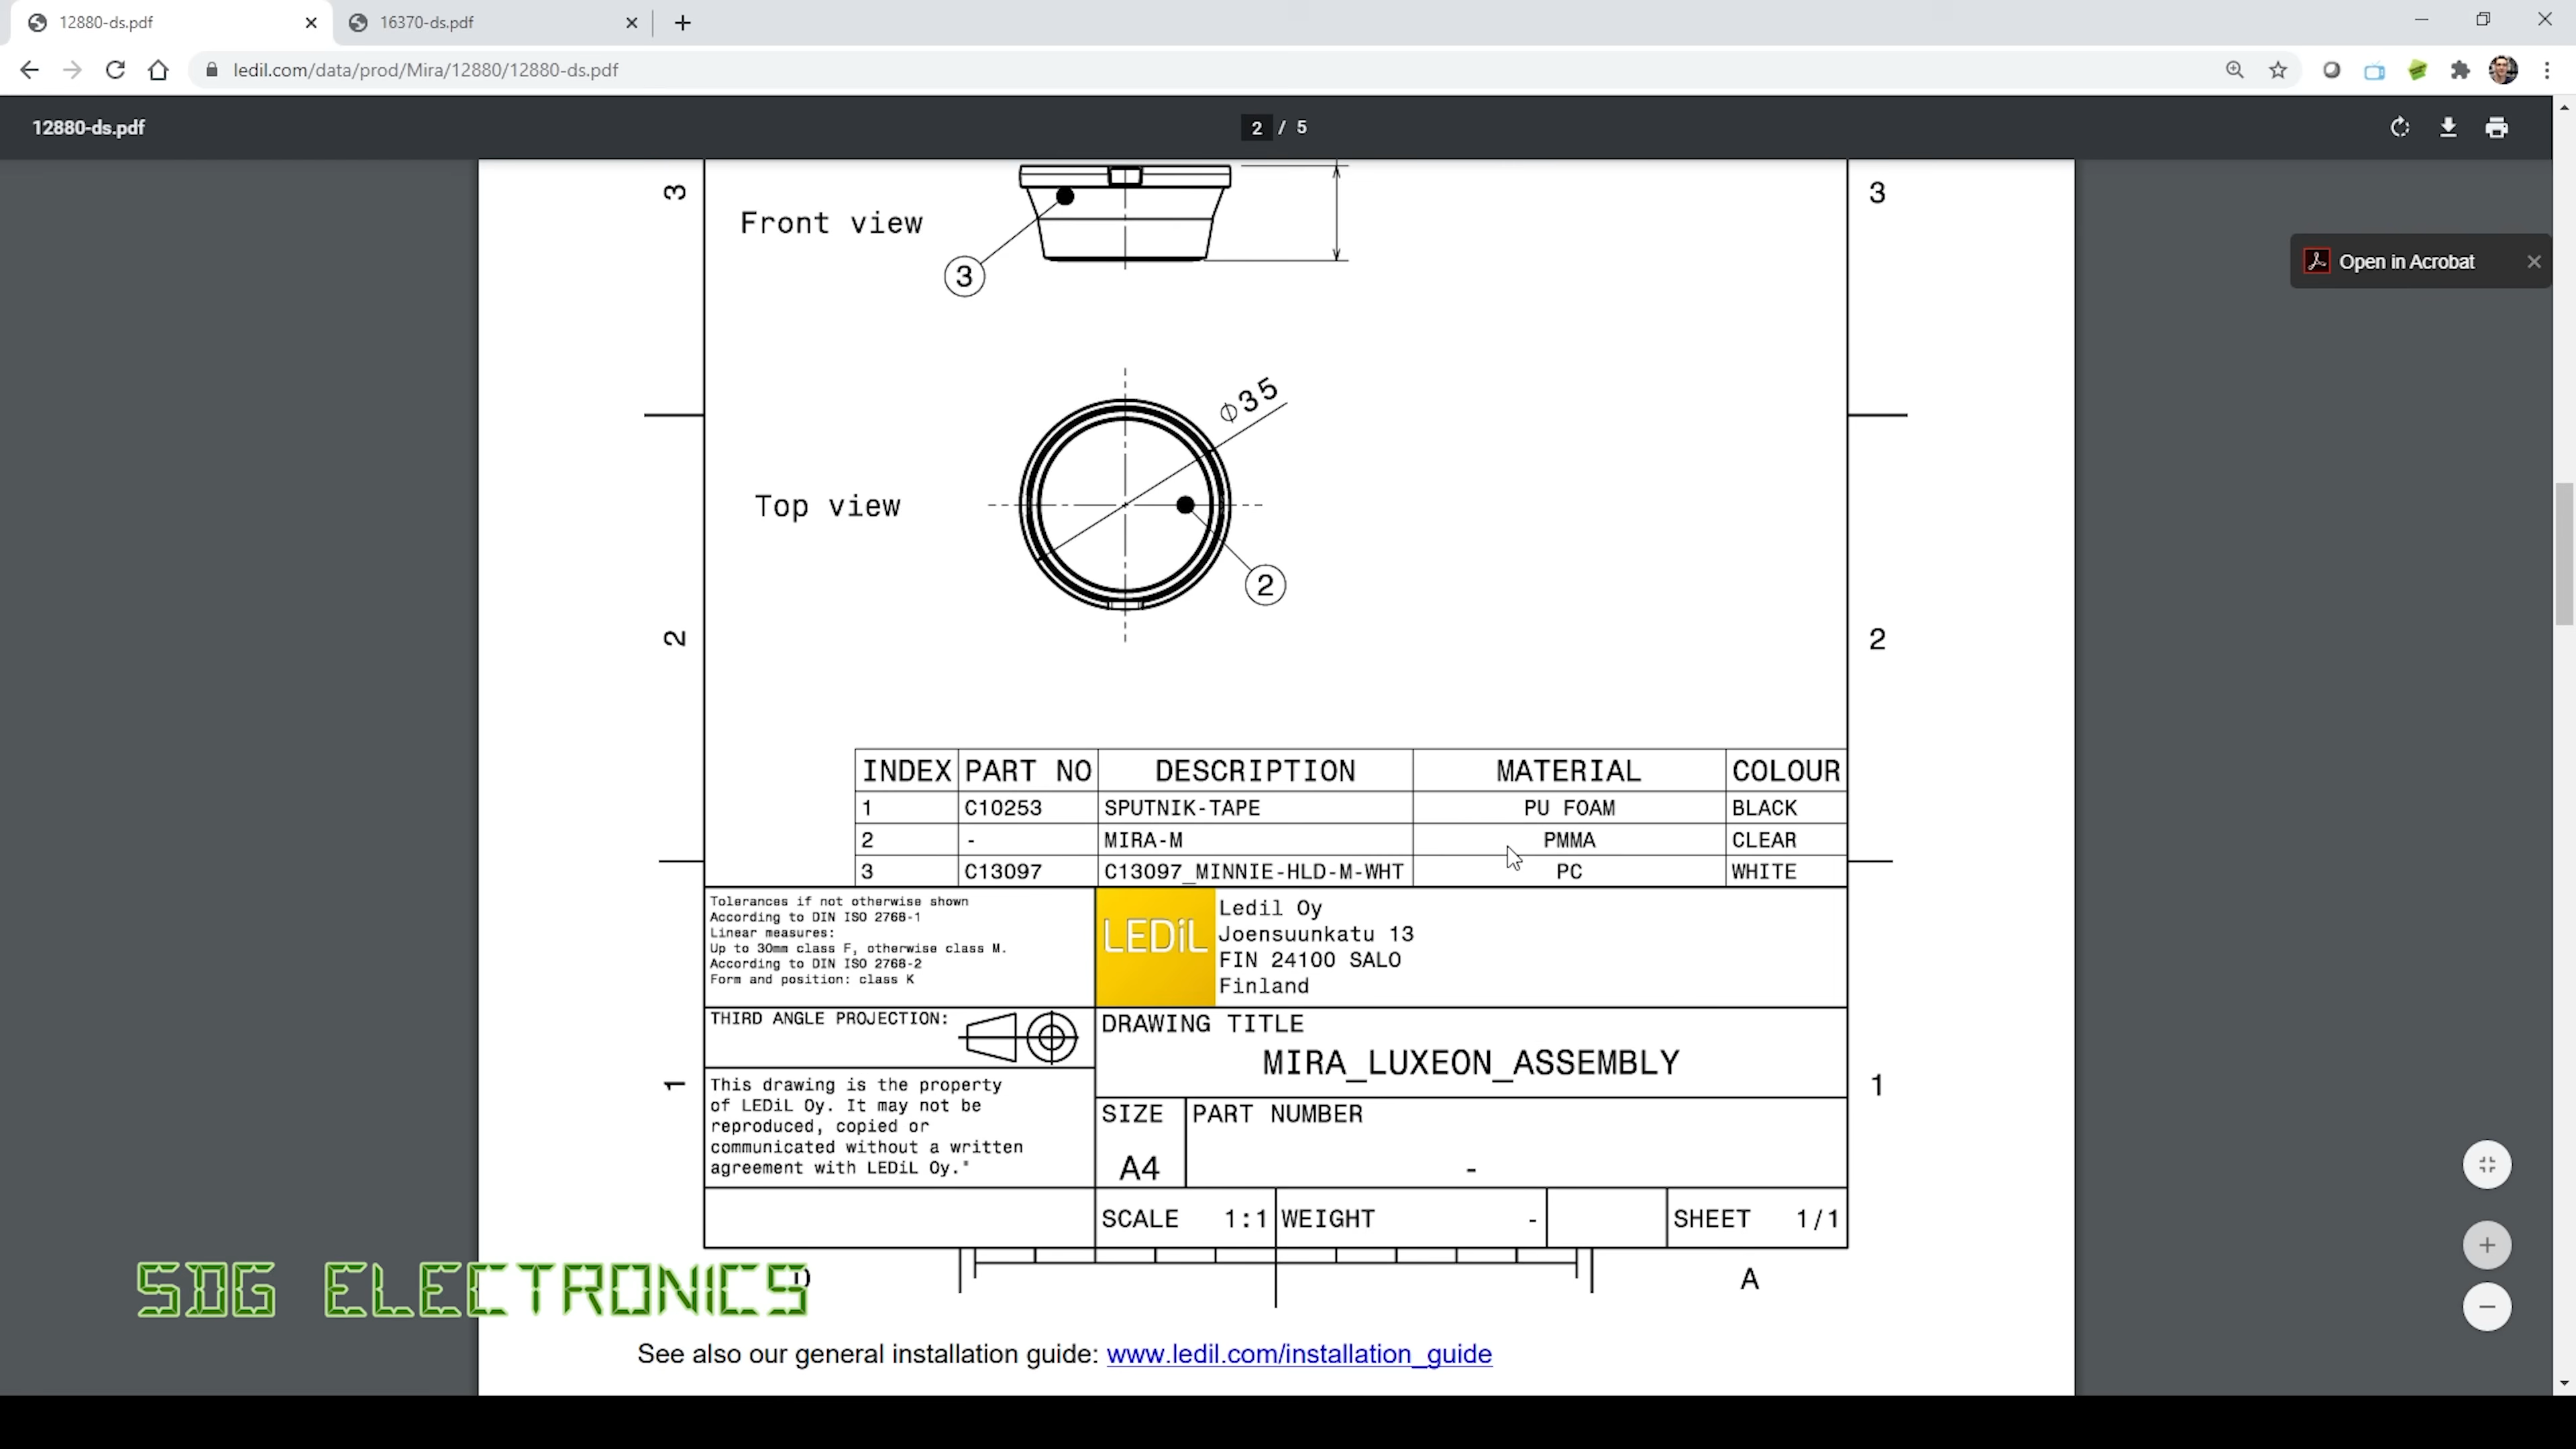 12880-ds.pdf
16370-ds.pdf
ledil.com/data/prod/Mira/12880/12880-ds.pdf
12880-ds.pdf
2 / 5
Open in Acrobat
3
3
Front view
3
Ø35
Top view
2
2
2
INDEX PART NO DESCRIPTION MATERIAL COLOUR
1 C10253 SPUTNIK-TAPE PU FOAM BLACK
2 - MIRA-M PMMA CLEAR
3 C13097 C13097_MINNIE-HLD-M-WHT PC WHITE
Tolerances if not otherwise shown
According to DIN ISO 2768-1
Linear measures:
Up to 30mm class F, otherwise class M.
According to DIN ISO 2768-2
Form and position: class K
LEDiL
Ledil Oy
Joensuunkatu 13
FIN 24100 SALO
Finland
THIRD ANGLE PROJECTION:
DRAWING TITLE
MIRA_LUXEON_ASSEMBLY
1
1
This drawing is the property
of LEDiL Oy. It may not be
reproduced, copied or
communicated without a written
agreement with LEDiL Oy."
SIZE
A4
PART NUMBER
-
SCALE 1:1
WEIGHT -
SHEET 1/1
SDG ELECTRONICS
D
A
See also our general installation guide: www.ledil.com/installation_guide